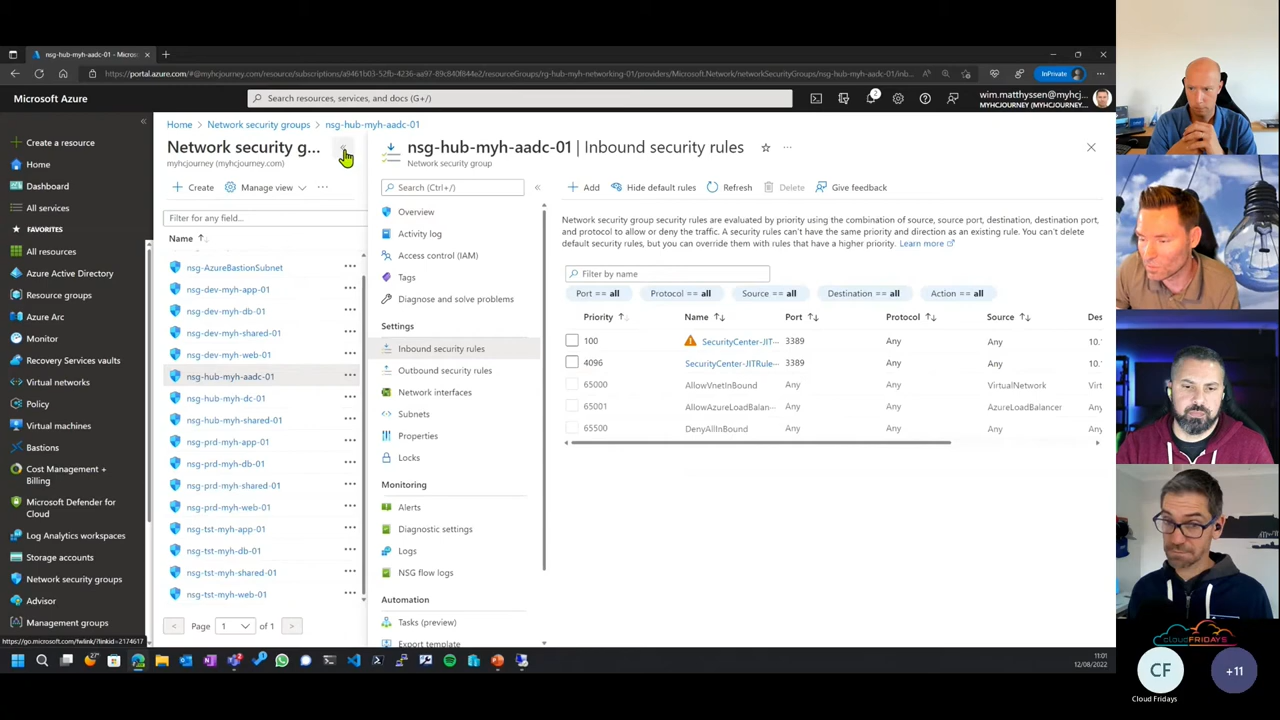 nsg-hub-myh-aadc-01 - Micros
https://portal.azure.com/#@myhcjourney.com/resource/subscriptions/a9461b03-52fb-4236-aa97-89c840f844e2/resourceGroups/rg-hub-myh-networking-01/providers/Microsoft.Network/networkSecurityGroups/nsg-hub-myh-aadc-01/inb...
InPrivate
Microsoft Azure
Search resources, services, and docs (G+/)
2
wim.matthyssen@myhcj...
MYHCJOURNEY (MYHCJOURNEY....
Create a resource
Home
Dashboard
All services
FAVORITES
All resources
Azure Active Directory
Resource groups
Azure Arc
Monitor
Recovery Services vaults
Virtual networks
Policy
Virtual machines
Bastions
Cost Management +
Billing
Microsoft Defender for
Cloud
Log Analytics workspaces
Storage accounts
Network security groups
Advisor
Management groups
https://go.microsoft.com/fwlink/?linkid=2174617
Home > Network security groups > nsg-hub-myh-aadc-01
Network security g...
myhcjourney (myhcjourney.com)
Create
Manage view
Filter for any field...
Name
nsg-AzureBastionSubnet
nsg-dev-myh-app-01
nsg-dev-myh-db-01
nsg-dev-myh-shared-01
nsg-dev-myh-web-01
nsg-hub-myh-aadc-01
nsg-hub-myh-dc-01
nsg-hub-myh-shared-01
nsg-prd-myh-app-01
nsg-prd-myh-db-01
nsg-prd-myh-shared-01
nsg-prd-myh-web-01
nsg-tst-myh-app-01
nsg-tst-myh-db-01
nsg-tst-myh-shared-01
nsg-tst-myh-web-01
< Page 1 of 1 >
nsg-hub-myh-aadc-01 | Inbound security rules
Network security group
Search (Ctrl+/)
Overview
Activity log
Access control (IAM)
Tags
Diagnose and solve problems
Settings
Inbound security rules
Outbound security rules
Network interfaces
Subnets
Properties
Locks
Monitoring
Alerts
Diagnostic settings
Logs
NSG flow logs
Automation
Tasks (preview)
Export template
Add Hide default rules Refresh Delete Give feedback
Network security group security rules are evaluated by priority using the combination of source, source port, destination, destination port,
and protocol to allow or deny the traffic. A security rules can't have the same priority and direction as an existing rule. You can't delete
default security rules, but you can override them with rules that have a higher priority. Learn more
Filter by name
Port == all Protocol == all Source == all Destination == all Action == all
Priority Name Port Protocol Source Des
100 SecurityCenter-JIT... 3389 Any Any 10.1
4096 SecurityCenter-JITRule... 3389 Any Any 10.1
65000 AllowVnetInBound Any Any VirtualNetwork Virt
65001 AllowAzureLoadBalan... Any Any AzureLoadBalancer Any
65500 DenyAllInBound Any Any Any Any
27°
11:01
12/08/2022
CLOUDFRIDAYS
CF
Cloud Fridays
+11